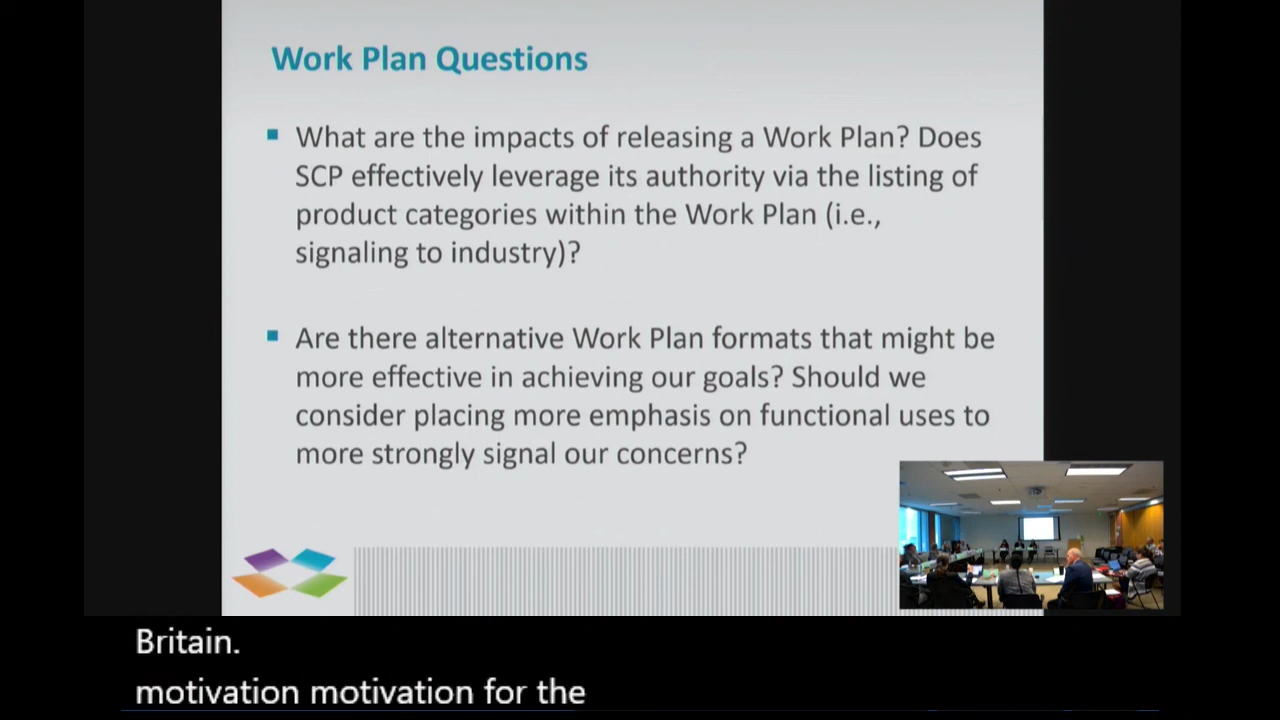 Work Plan Questions
What are the impacts of releasing a Work Plan? Does
SCP effectively leverage its authority via the listing of
product categories within the Work Plan (i.e.,
signaling to industry)?
Are there alternative Work Plan formats that might be
more effective in achieving our goals? Should we
consider placing more emphasis on functional uses to
more strongly signal our concerns?
Britain.
motivation motivation for the